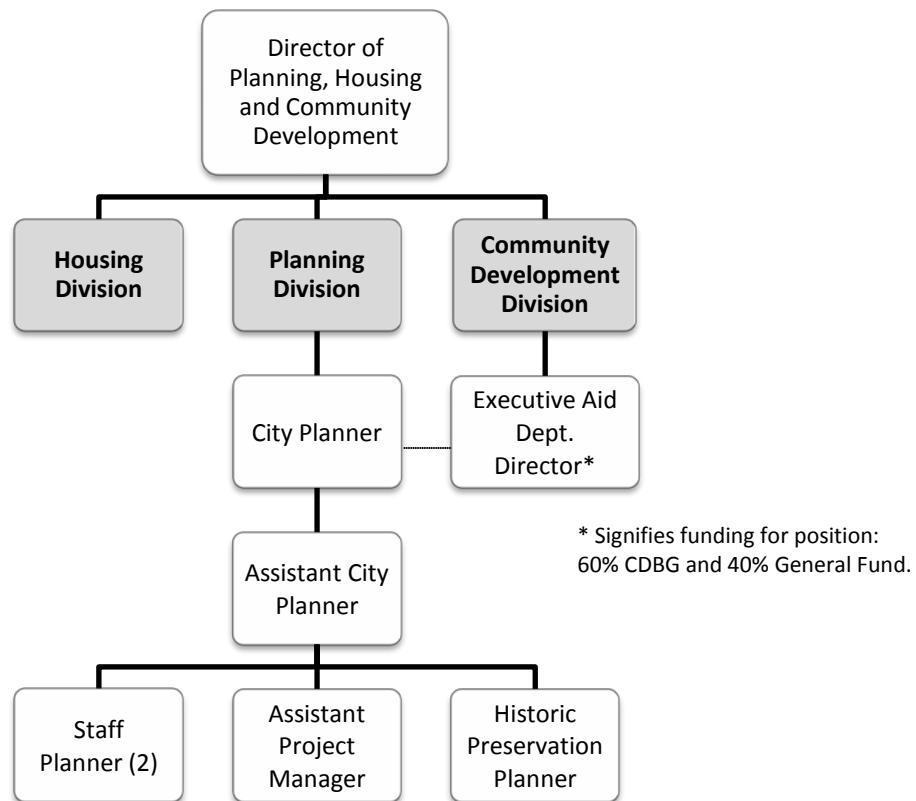 Director of
Planning, Housing
and Community
Development
Housing
Division
Planning
Division
Community
Development
Division
City Planner
Executive Aid
Dept.
Director*
* Signifies funding for position:
60% CDBG and 40% General Fund.
Assistant City
Planner
Staff
Planner (2)
Assistant
Project
Manager
Historic
Preservation
Planner